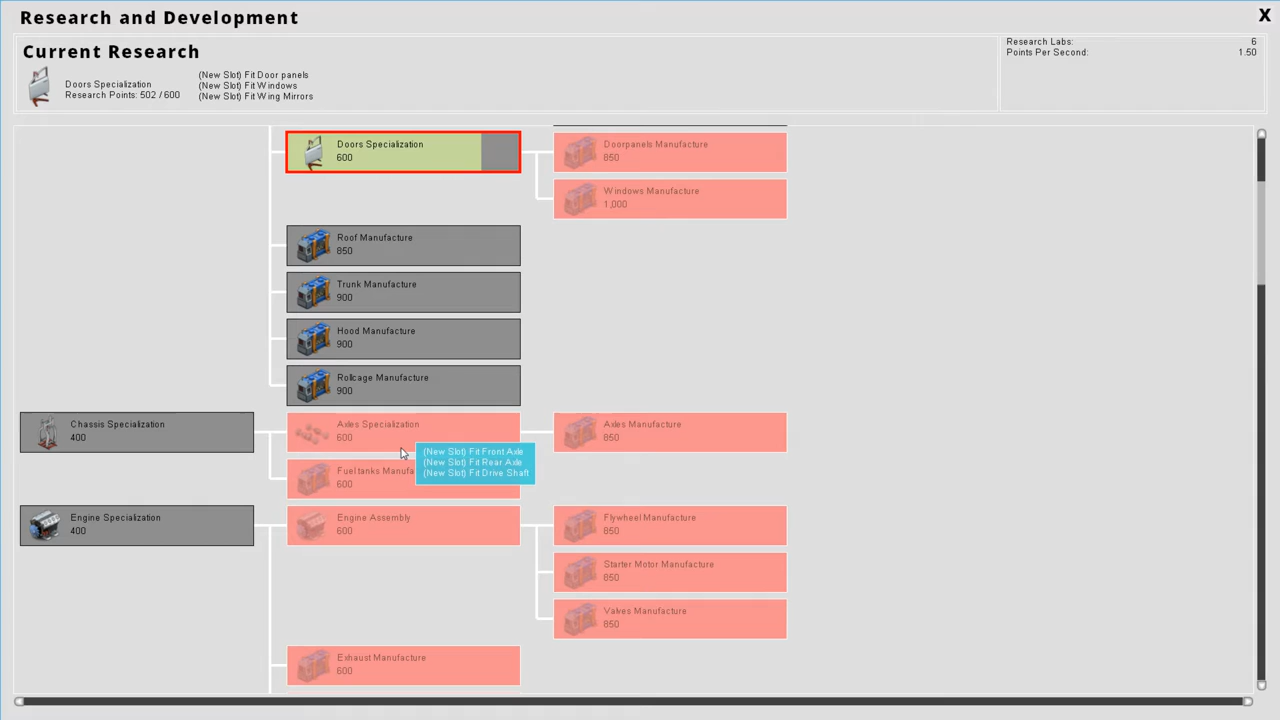 Research and Development
X
Current Research
Doors Specialization
Research Points: 502 / 600
(New Slot) Fit Door panels
(New Slot) Fit Windows
(New Slot) Fit Wing Mirrors
Research Labs: 6
Points Per Second: 1.50
Doors Specialization
600
Doorpanels Manufacture
850
Windows Manufacture
1,000
Roof Manufacture
850
Trunk Manufacture
900
Hood Manufacture
900
Rollcage Manufacture
900
Chassis Specialization
400
Axles Specialization
600
Axles Manufacture
850
(New Slot) Fit Front Axle
(New Slot) Fit Rear Axle
(New Slot) Fit Drive Shaft
Fuel tanks Manufa
600
Engine Specialization
400
Engine Assembly
600
Flywheel Manufacture
850
Starter Motor Manufacture
850
Valves Manufacture
850
Exhaust Manufacture
600